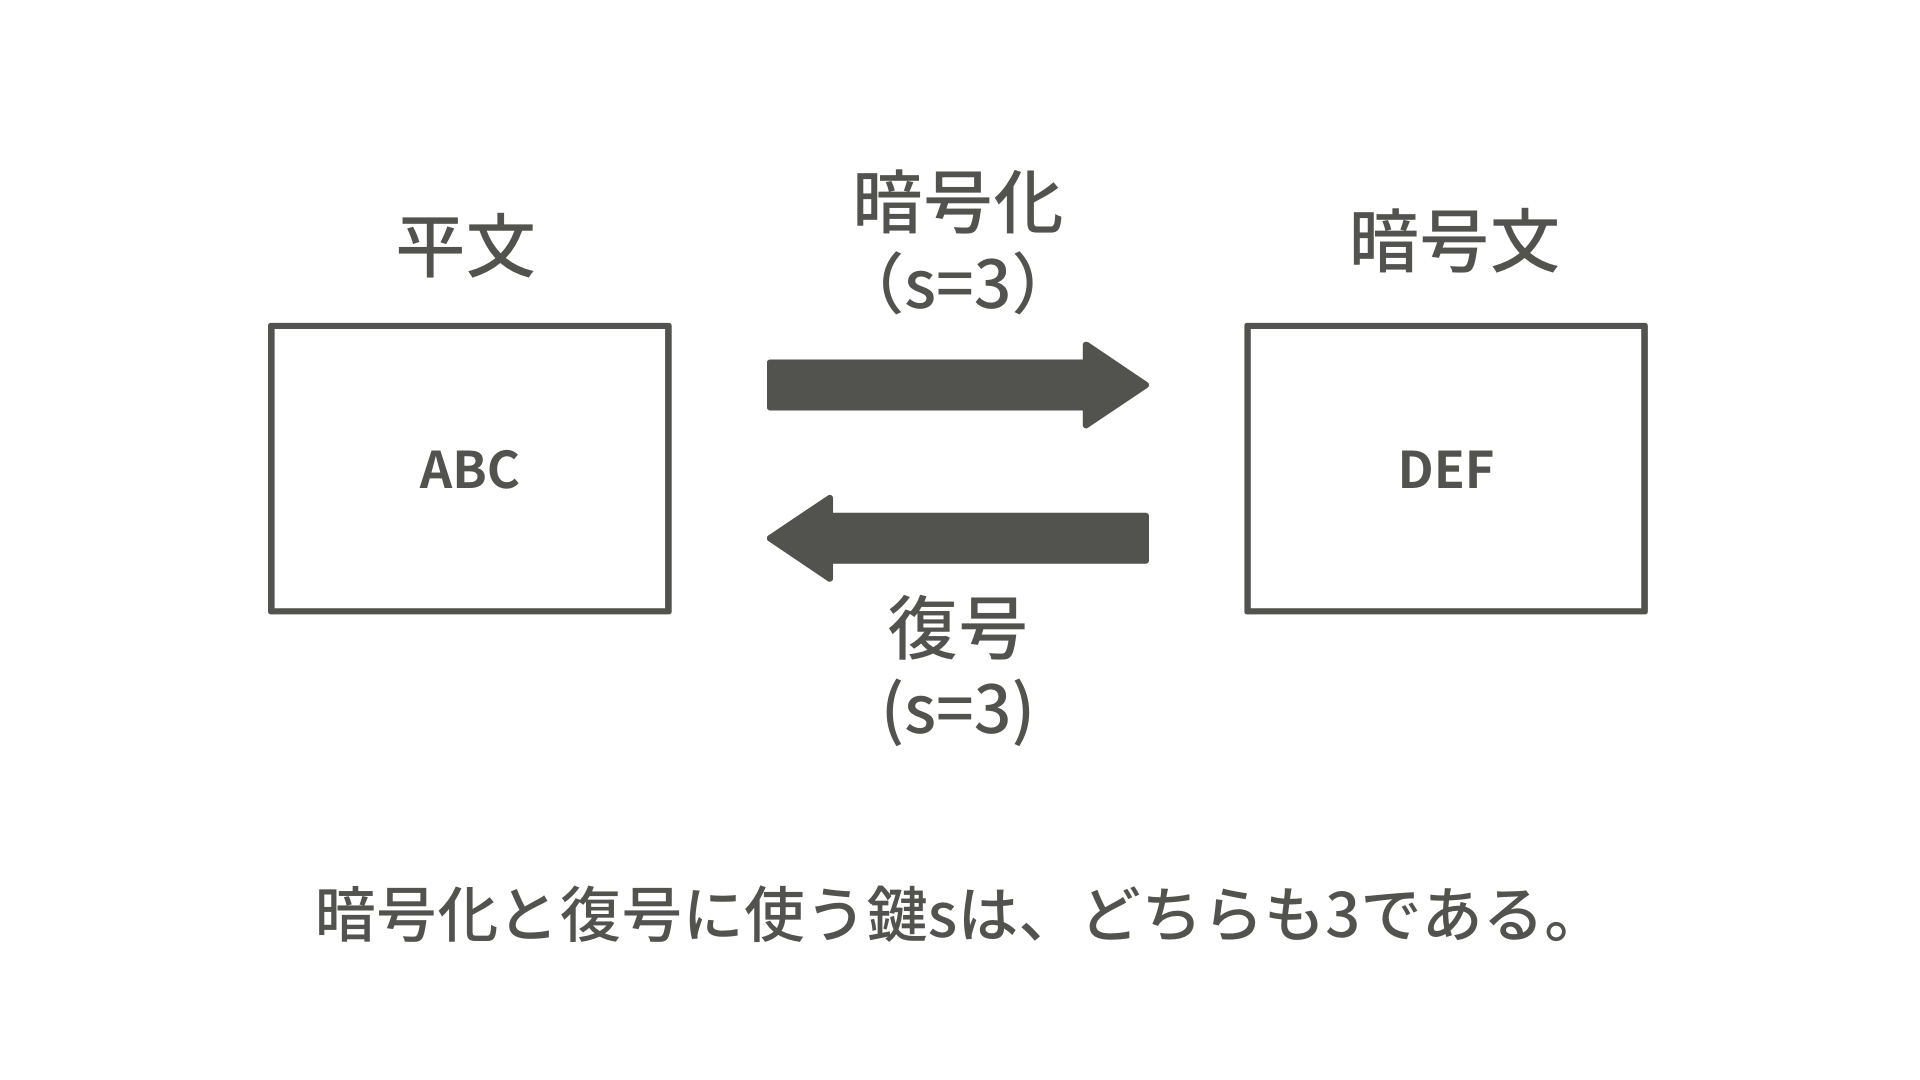 平文
暗号化
（s=3）
暗号文
ABC
DEF
復号
(s=3)
暗号化と復号に使う鍵sは、どちらも3である。